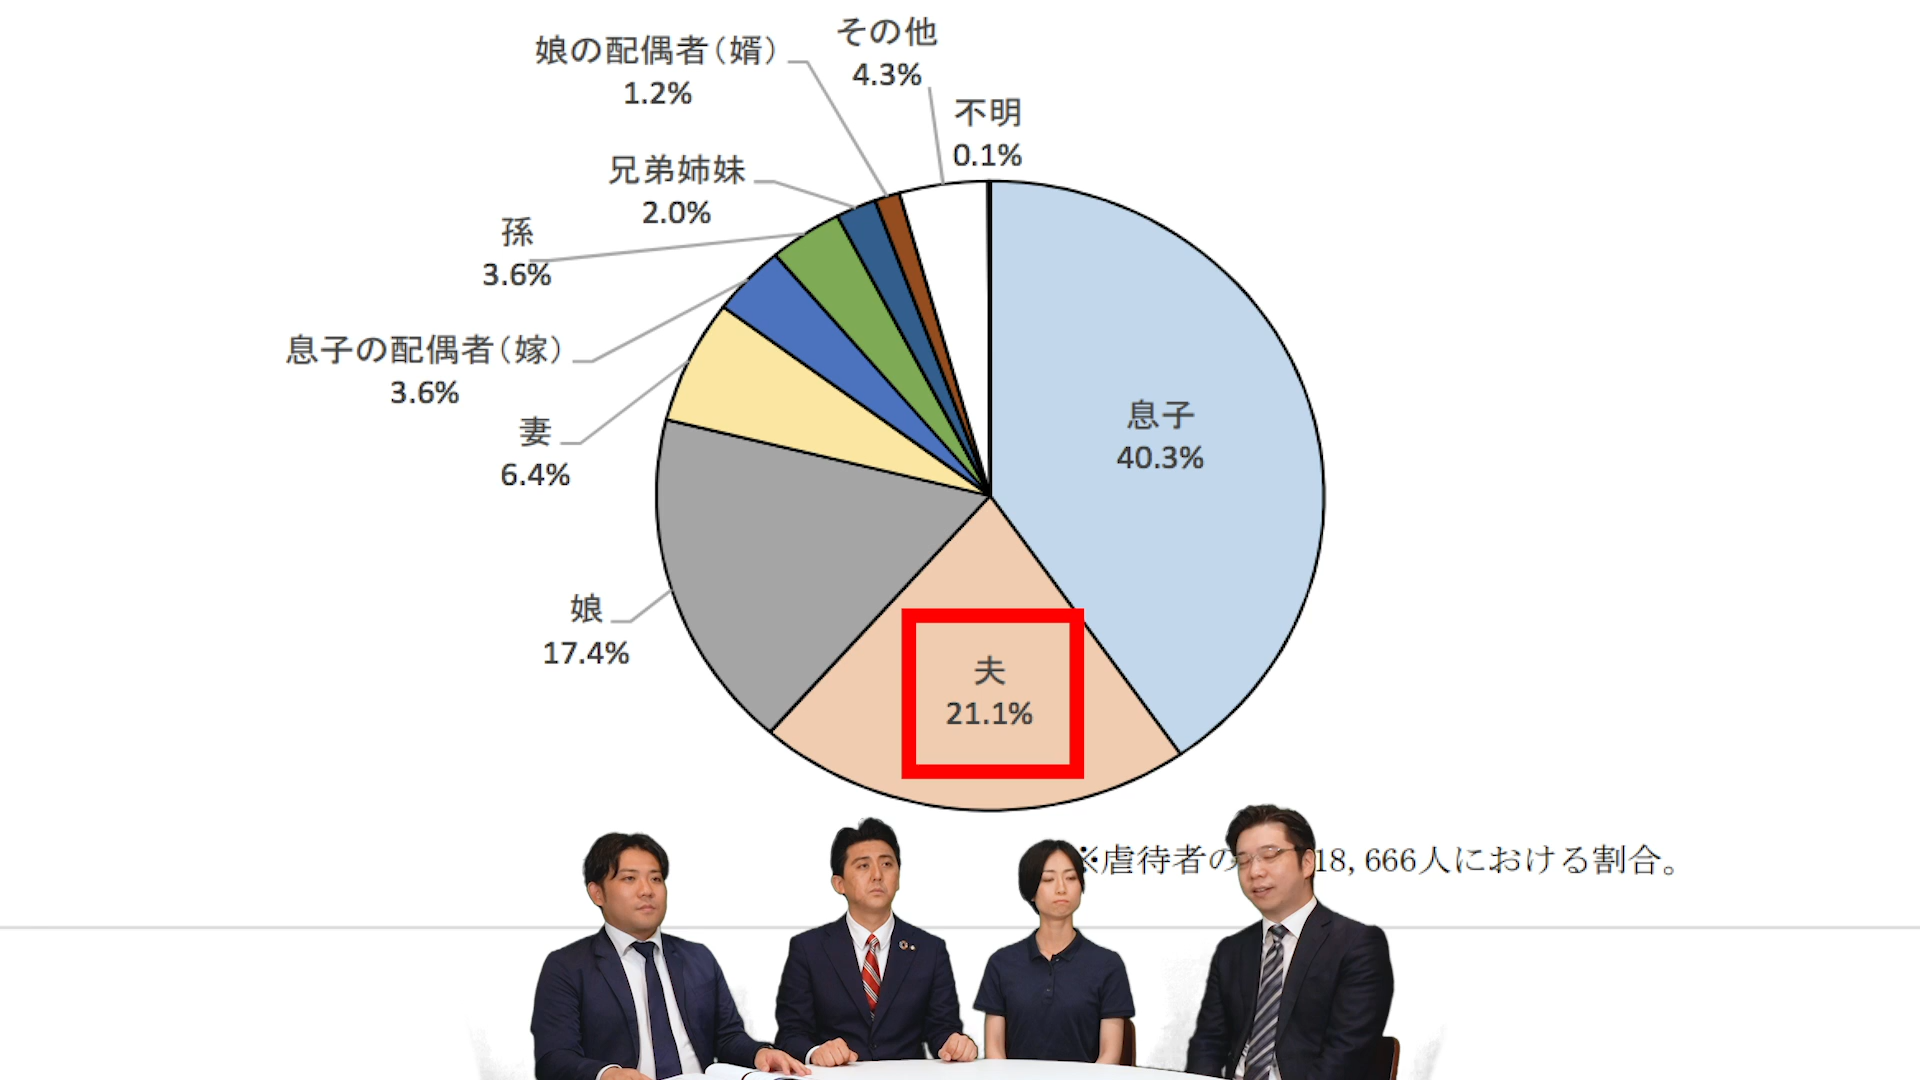 その他
4.3%
娘の配偶者(婿)
1.2%
不明
0.1%
兄弟姉妹
2.0%
孫
3.6%
息子の配偶者(嫁)
3.6%
妻
6.4%
息子
40.3%
娘
17.4%
夫
21.1%
※虐待者の 18,666人における割合。